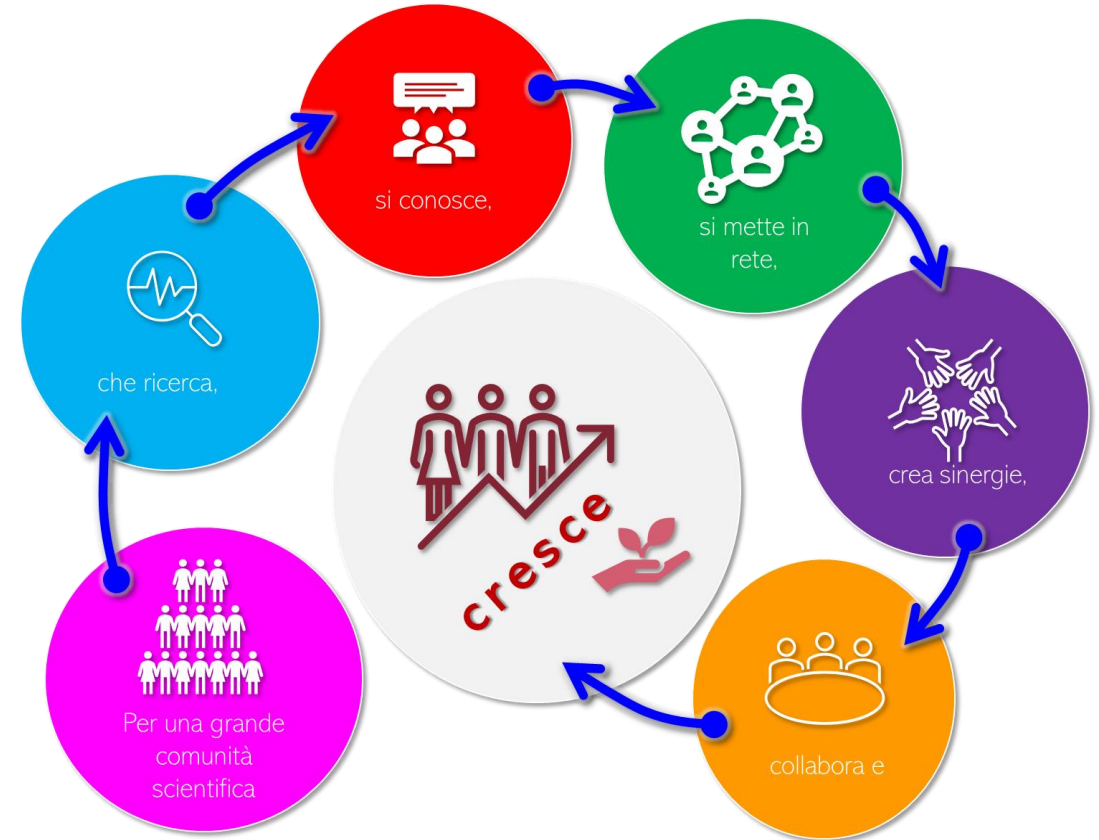 Per una grande
comunità
scientifica
che ricerca,
si conosce,
si mette in
rete,
crea sinergie,
collabora e
cresce